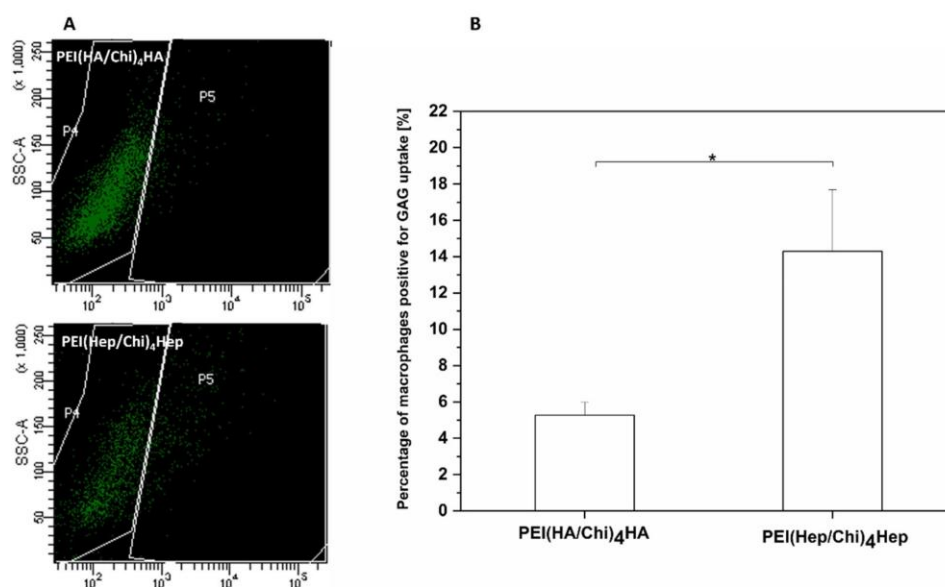 A
PEI(HA/Chi)4HA
P4
P5
SSC-A
(x 1,000)
250
200
150
100
50
10^2
10^3
10^4
10^5
PEI(Hep/Chi)4Hep
P4
P5
SSC-A
(x 1,000)
250
200
150
100
50
10^2
10^3
10^4
10^5
B
Percentage of macrophages positive for GAG uptake [%]
22
20
18
16
14
12
10
8
6
4
2
0
*
PEI(HA/Chi)4HA
PEI(Hep/Chi)4Hep